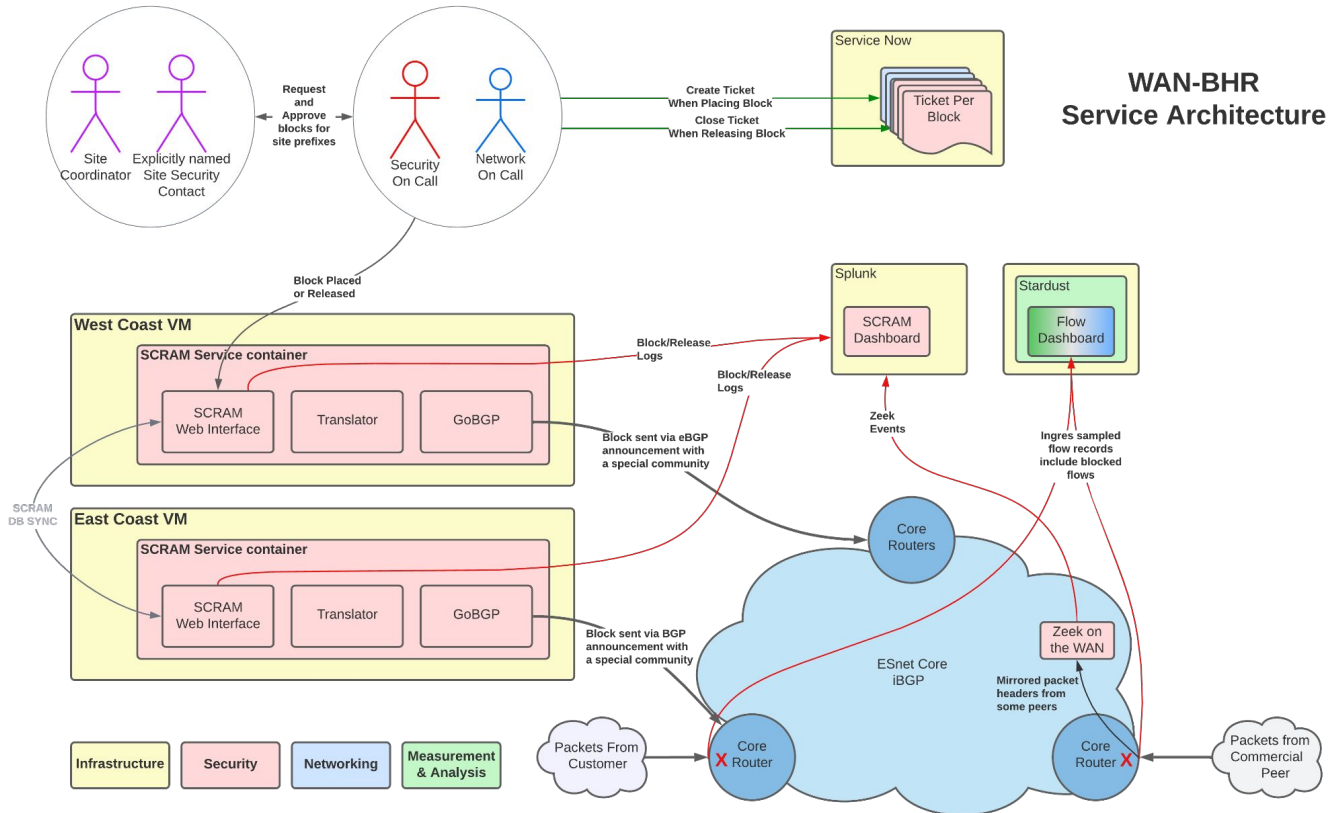 WAN-BHR
Service Architecture
Service Now
Ticket Per
Block
Create Ticket
When Placing Block
Close Ticket
When Releasing Block
Request
and
Approve
blocks for
site prefixes
Site
Coordinator
Explicitly named
Site Security
Contact
Security
On Call
Network
On Call
Block Placed
or Released
Splunk
SCRAM
Dashboard
Stardust
Flow
Dashboard
West Coast VM
SCRAM Service container
SCRAM
Web Interface
Translator
GoBGP
Block/Release
Logs
Block/Release
Logs
Zeek
Events
Ingres sampled
flow records
include blocked
flows
Block sent via eBGP
announcement with
a special community
SCRAM
DB SYNC
East Coast VM
SCRAM Service container
SCRAM
Web Interface
Translator
GoBGP
Core
Routers
Block sent via BGP
announcement with
a special community
Zeek on
the WAN
ESnet Core
iBGP
Mirrored packet
headers from
some peers
Packets From
Customer
X
Core
Router
Core
Router
X
Packets from
Commercial
Peer
Infrastructure
Security
Networking
Measurement
& Analysis